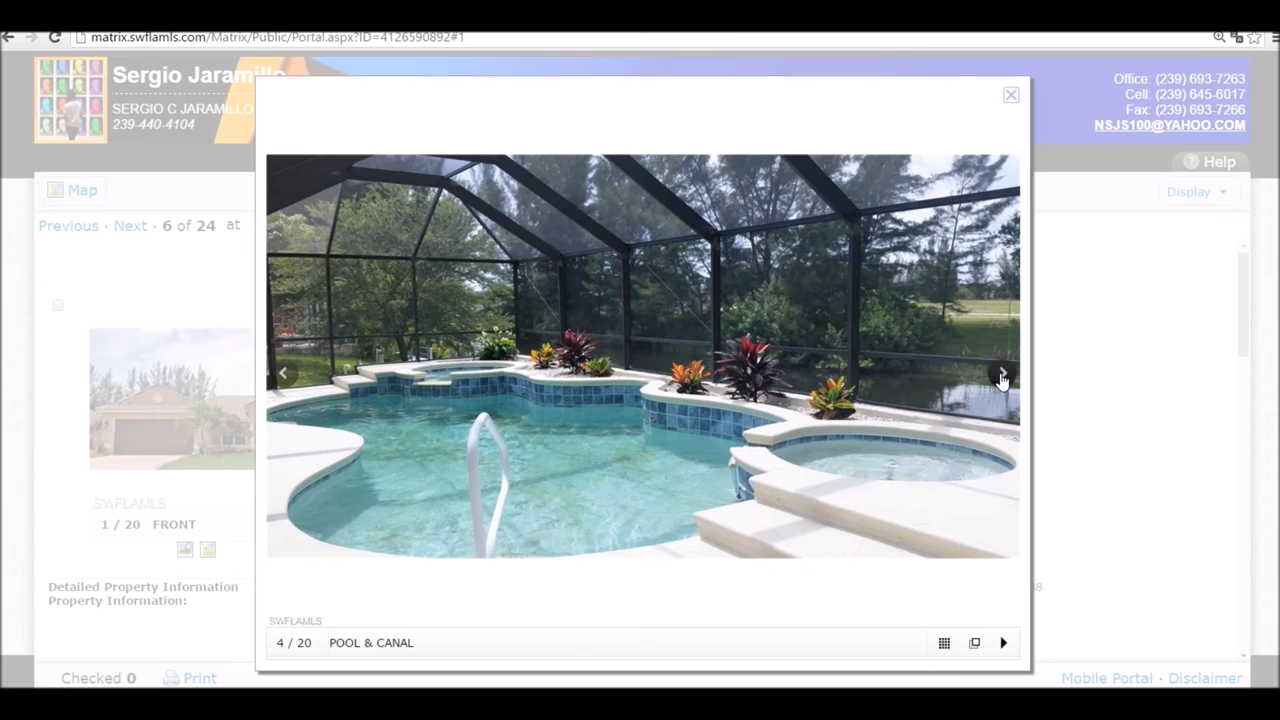 matrix.swflamls.com/Matrix/Public/Portal.aspx?ID=4126590892#1
Sergio Jaramillo
SERGIO C JARAMILLO
239-440-4104
Office: (239) 693-7263
Cell: (239) 645-6017
Fax: (239) 693-7266
NSJS100@YAHOO.COM
Help
Map
Display
Previous · Next · 6 of 24 at
SWFLAMLS
1 / 20 FRONT
Detailed Property Information
Property Information:
SWFLAMLS
4 / 20 POOL & CANAL
Checked 0 Print
Mobile Portal · Disclaimer